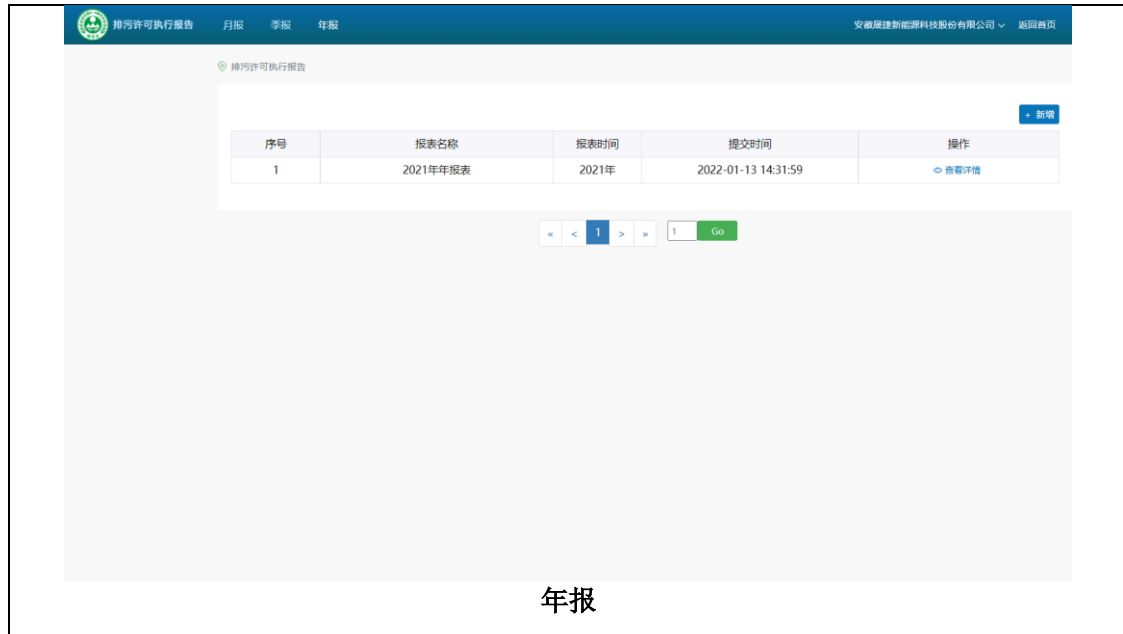 排污许可执行报告 月报 季报 年报 安徽晟捷新能源科技股份有限公司 返回首页
排污许可执行报告
+ 新增
序号 报表名称 报表时间 提交时间 操作
1 2021年年报表 2021年 2022-01-13 14:31:59 查看详情
« < 1 > » 1 Go
年报